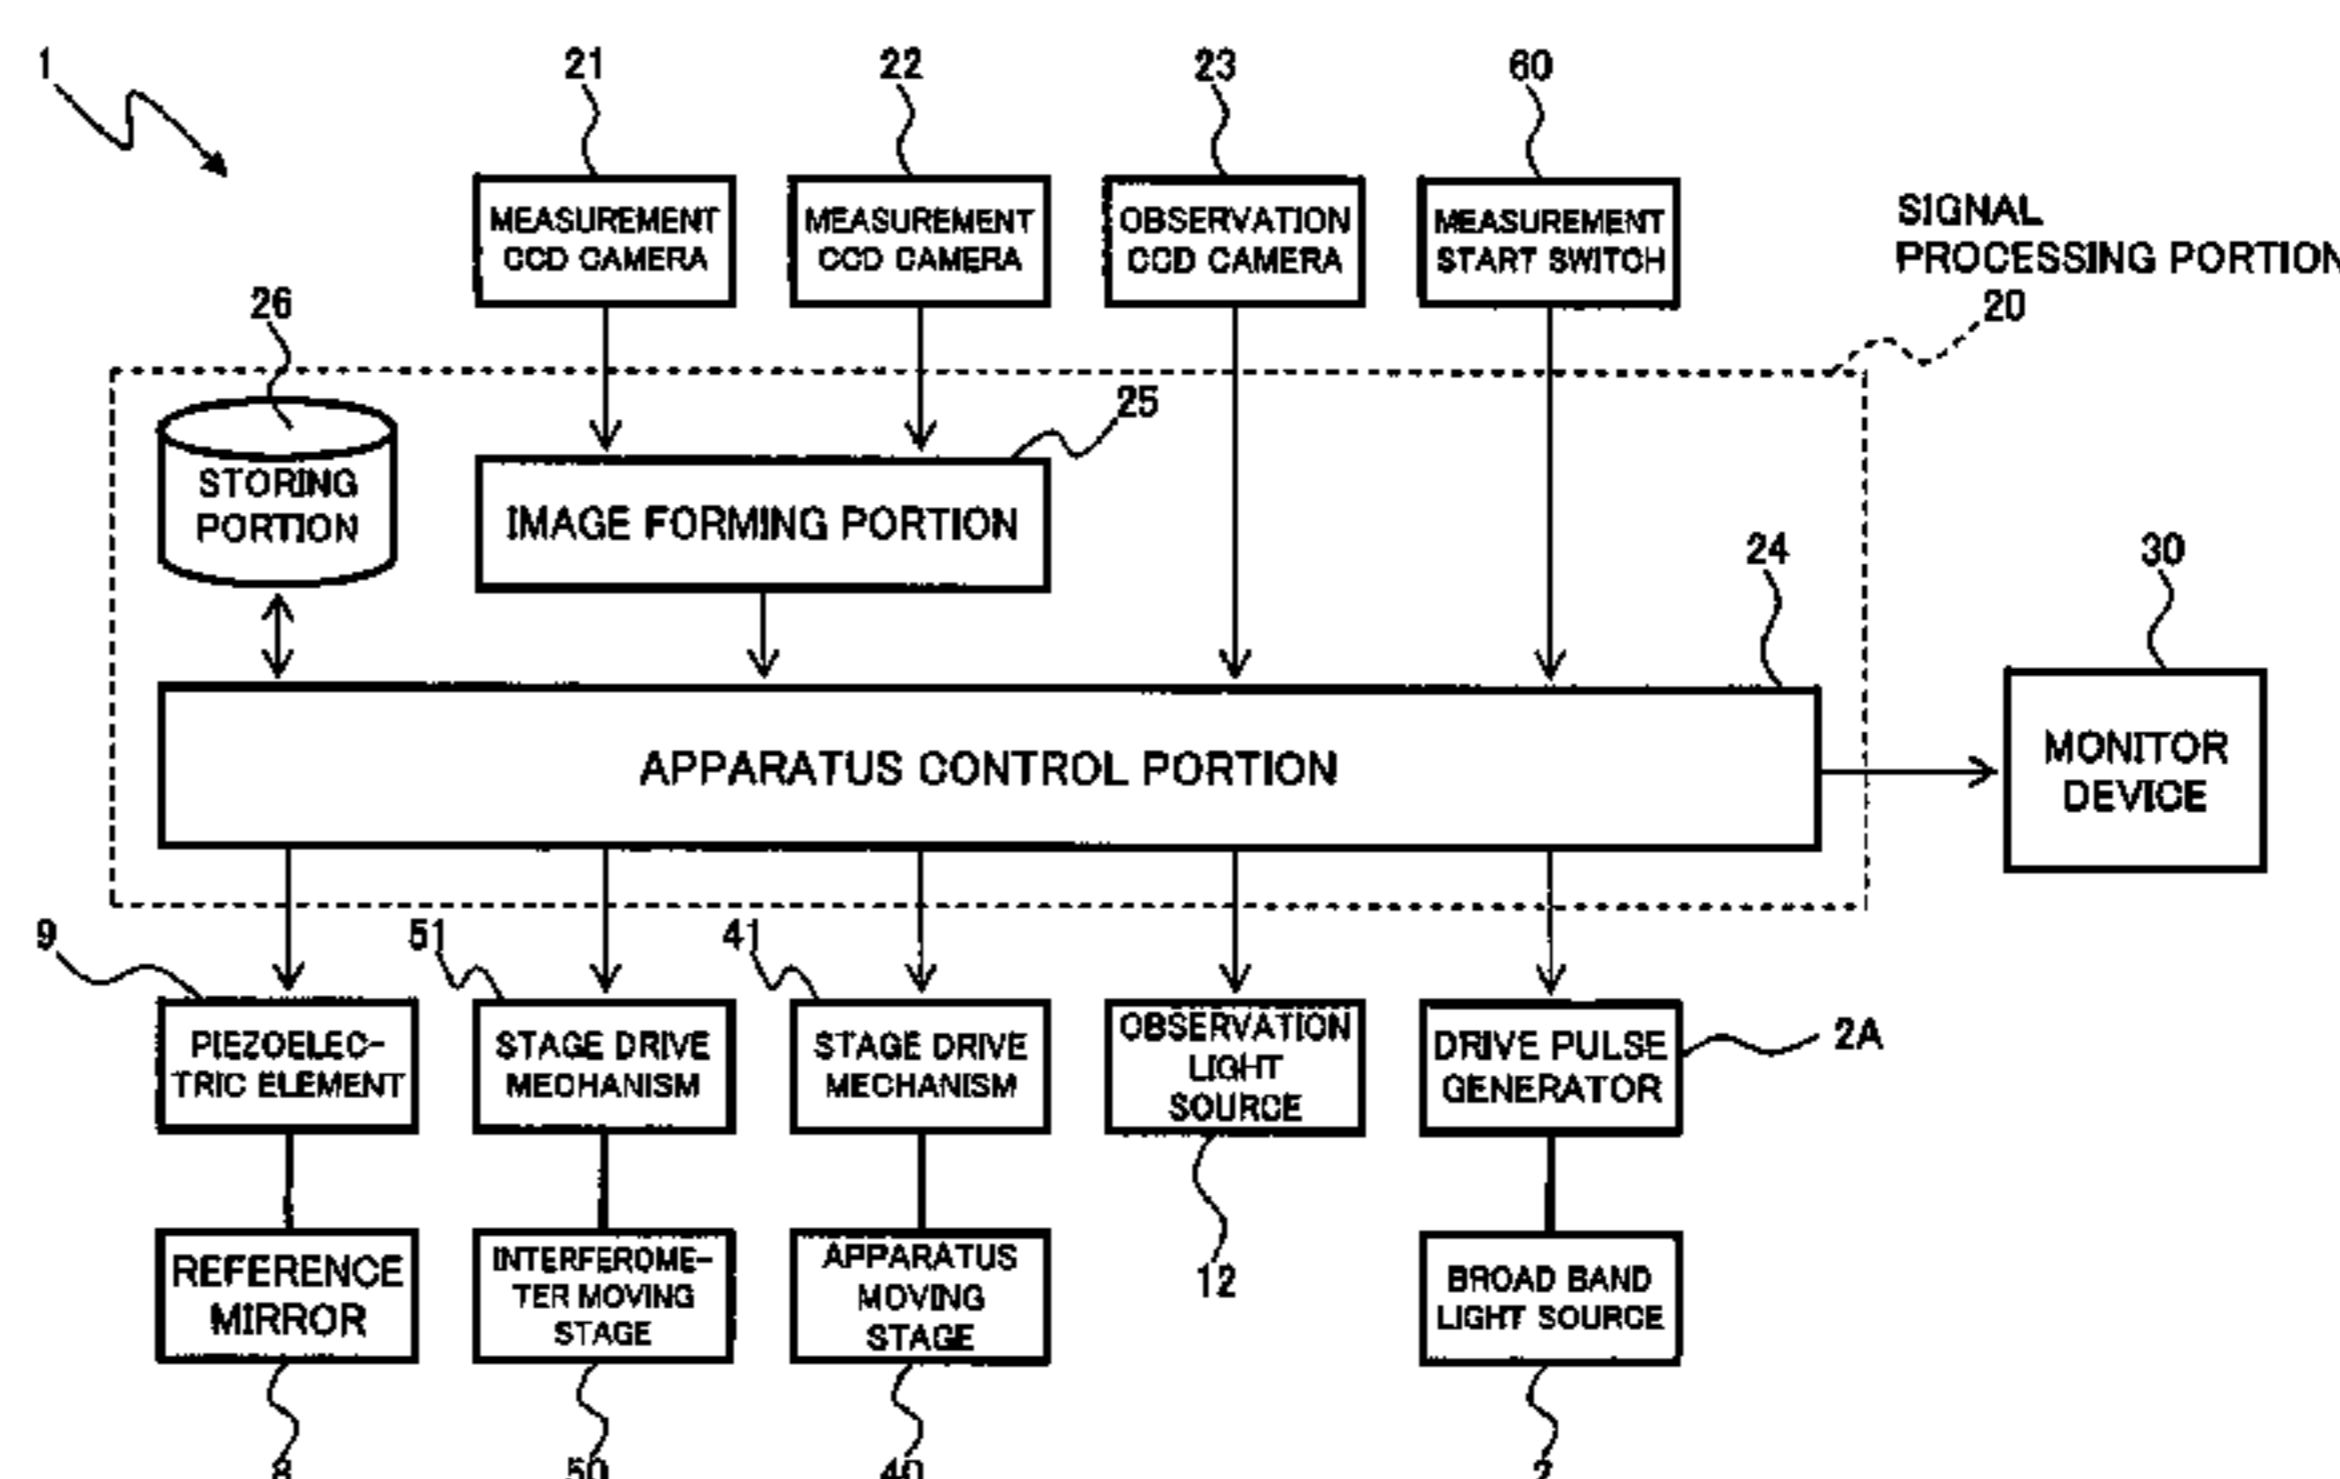 1
21
22
23
60
MEASUREMENT
CCD CAMERA
MEASUREMENT
CCD CAMERA
OBSERVATION
CCD CAMERA
MEASUREMENT
START SWITCH
SIGNAL
PROCESSING PORTION
20
26
25
STORING
PORTION
IMAGE FORMING PORTION
24
30
APPARATUS CONTROL PORTION
MONITOR
DEVICE
9
51
41
PIEZOELEC-
TRIC ELEMENT
STAGE DRIVE
MECHANISM
STAGE DRIVE
MECHANISM
OBSERVATION
LIGHT
SOURCE
DRIVE PULSE
GENERATOR
2A
REFERENCE
MIRROR
INTERFEROME-
TER MOVING
STAGE
APPARATUS
MOVING
STAGE
12
BROAD BAND
LIGHT SOURCE
8
50
40
2